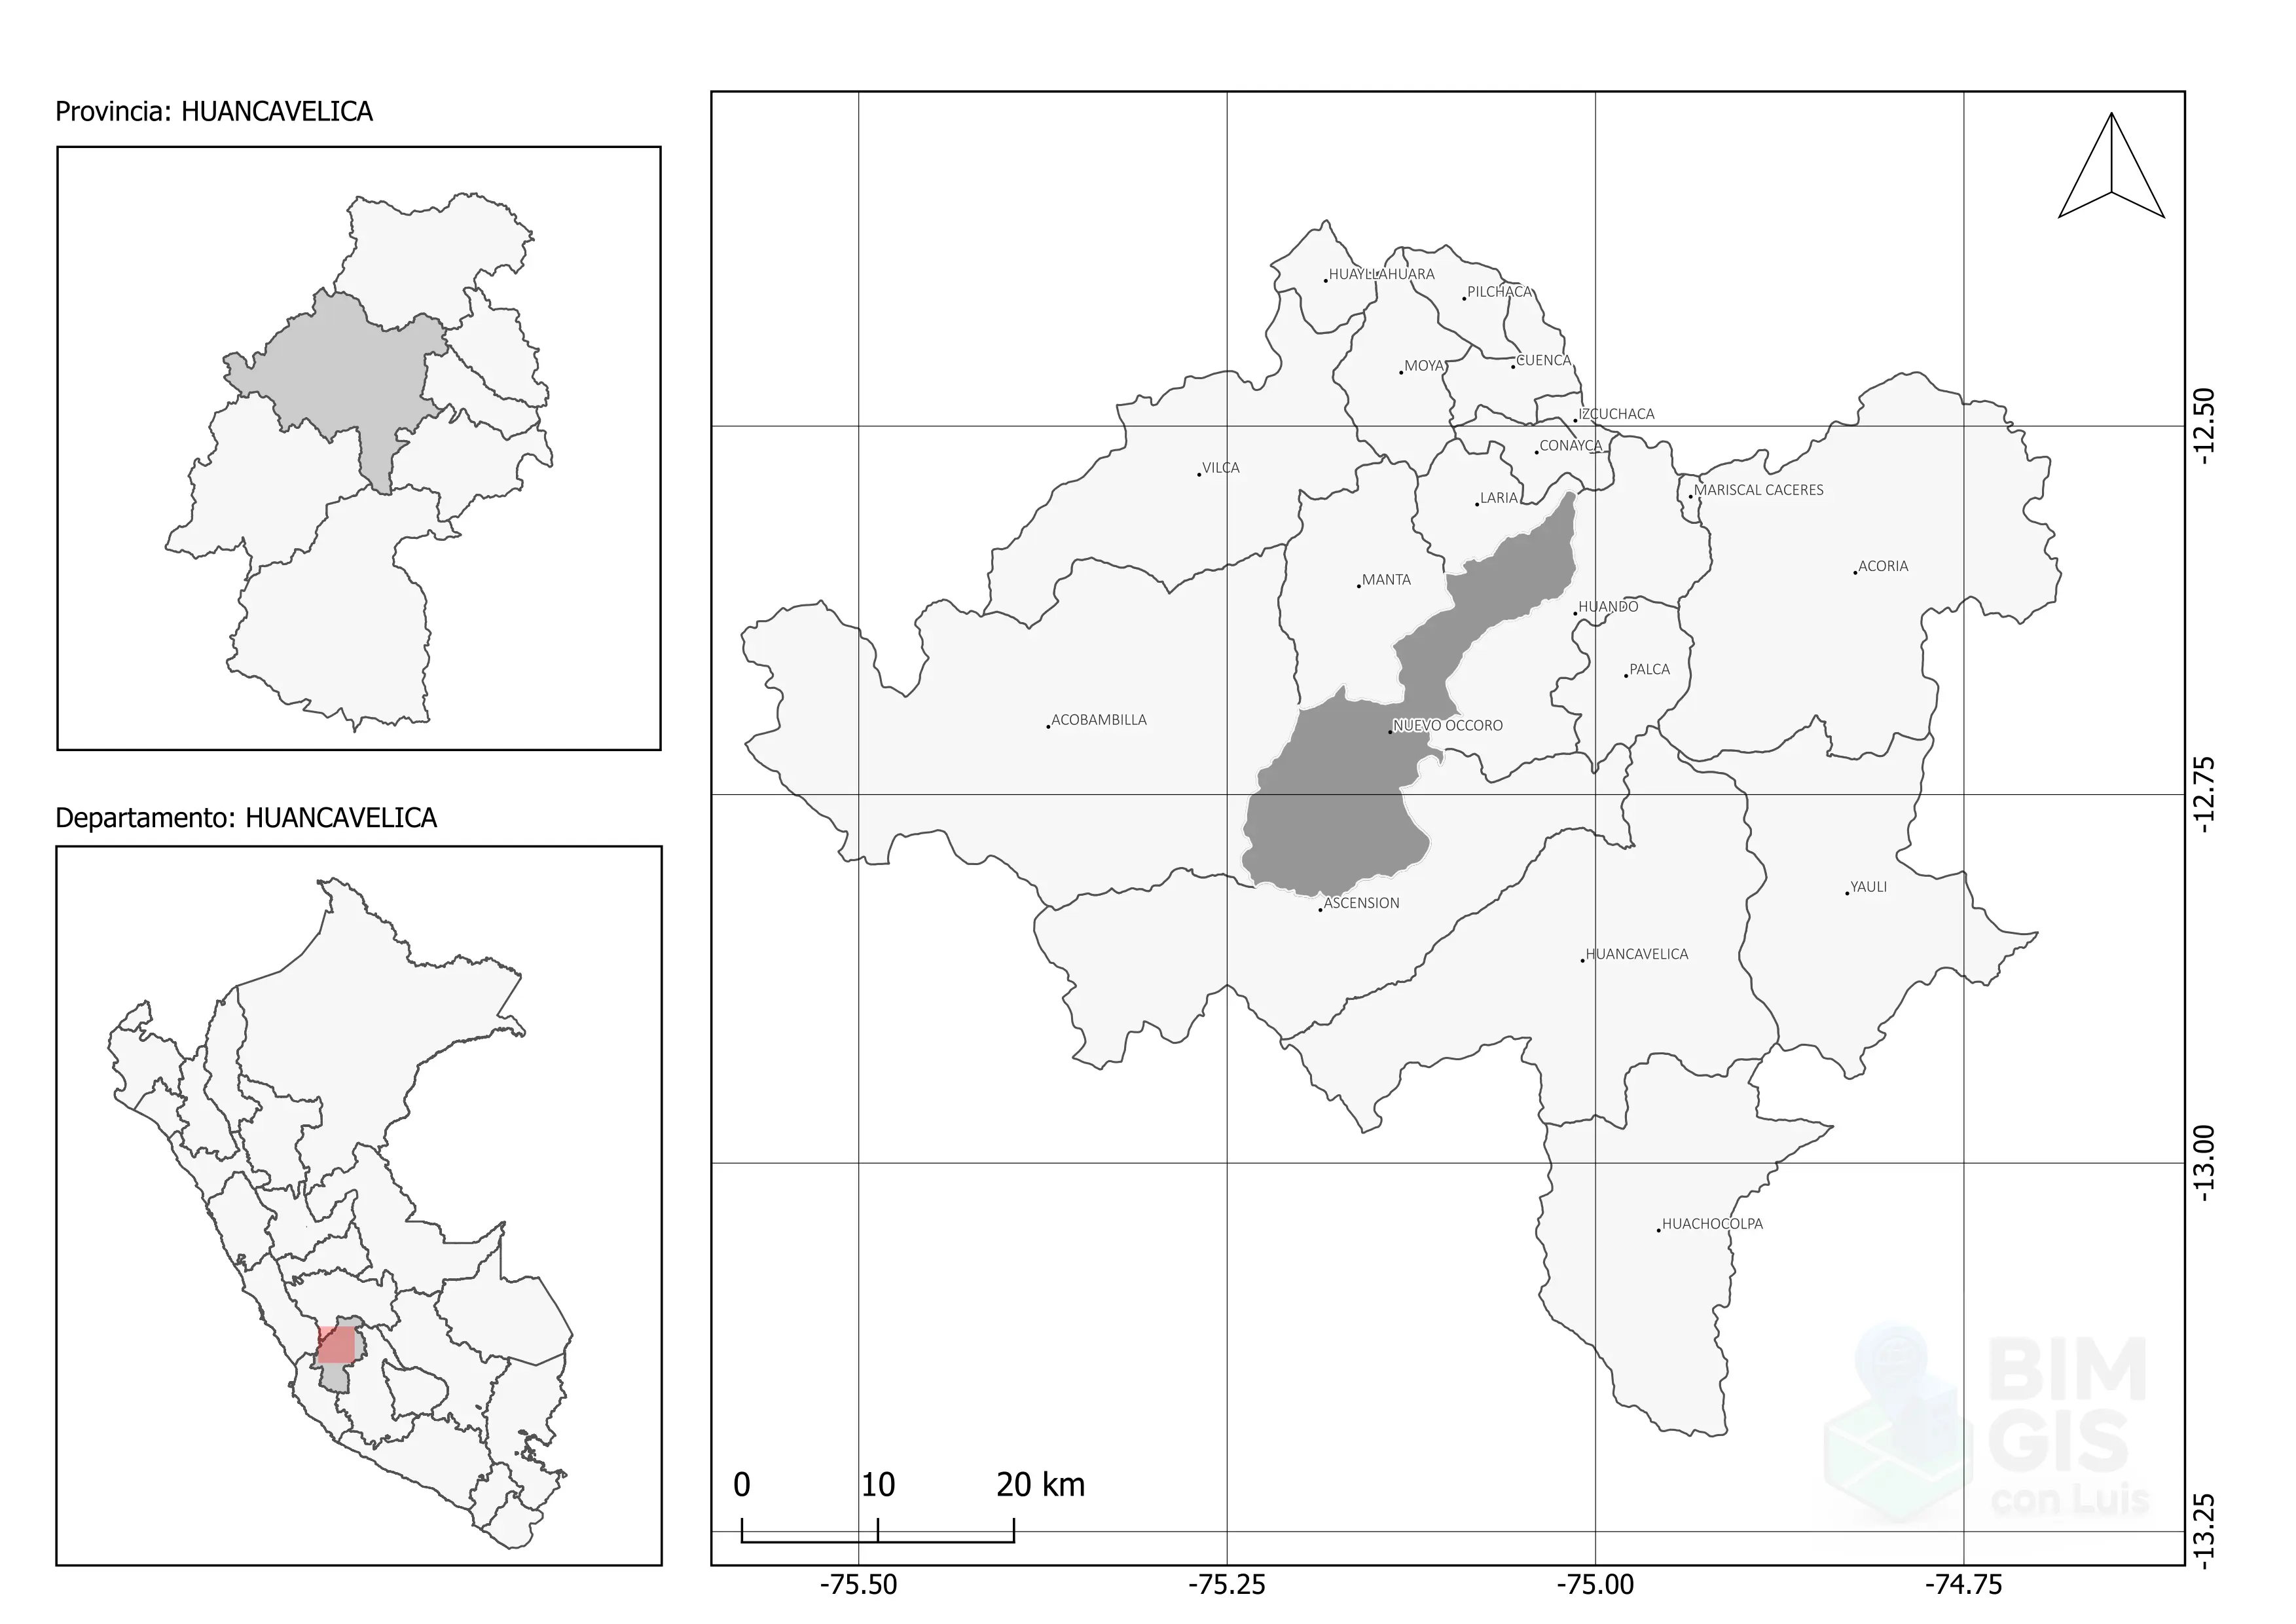 Provincia: HUANCAVELICA
Departamento: HUANCAVELICA
HUAYLLAHUARA
PILCHACA
MOYA
CUENCA
IZCUCHACA
CONAYCA
VILCA
LARIA
MARISCAL CACERES
MANTA
ACORIA
HUANDO
PALCA
ACOBAMBILLA
NUEVO OCCORO
YAULI
ASCENSION
HUANCAVELICA
HUACHOCOLPA
-12.50
-12.75
-13.00
-13.25
0 10 20 km
-75.50 -75.25 -75.00 -74.75
BIM
GIS
con Luis